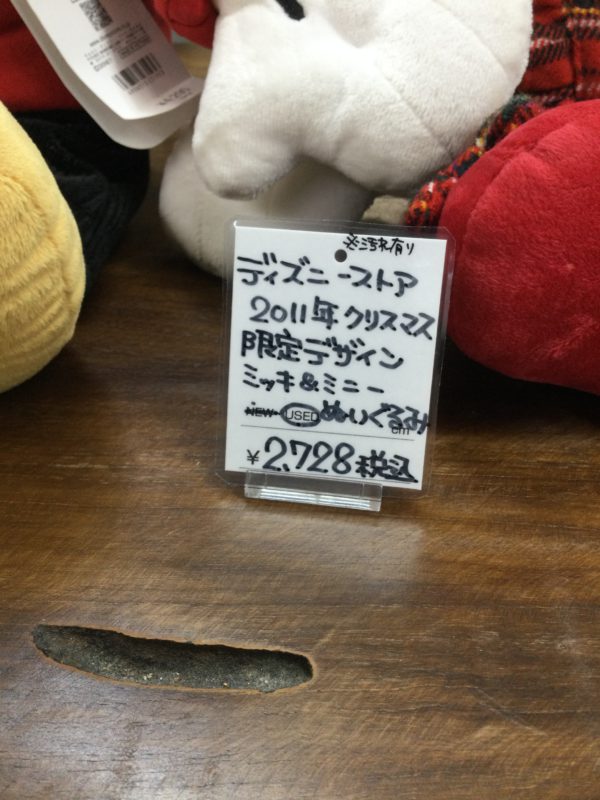 ※汚れ有り
ディズニーストア
2011年クリスマス
限定デザイン
ミッキ&ミニー
NEW・USED ぬいぐるみ
cm
¥2,728税込